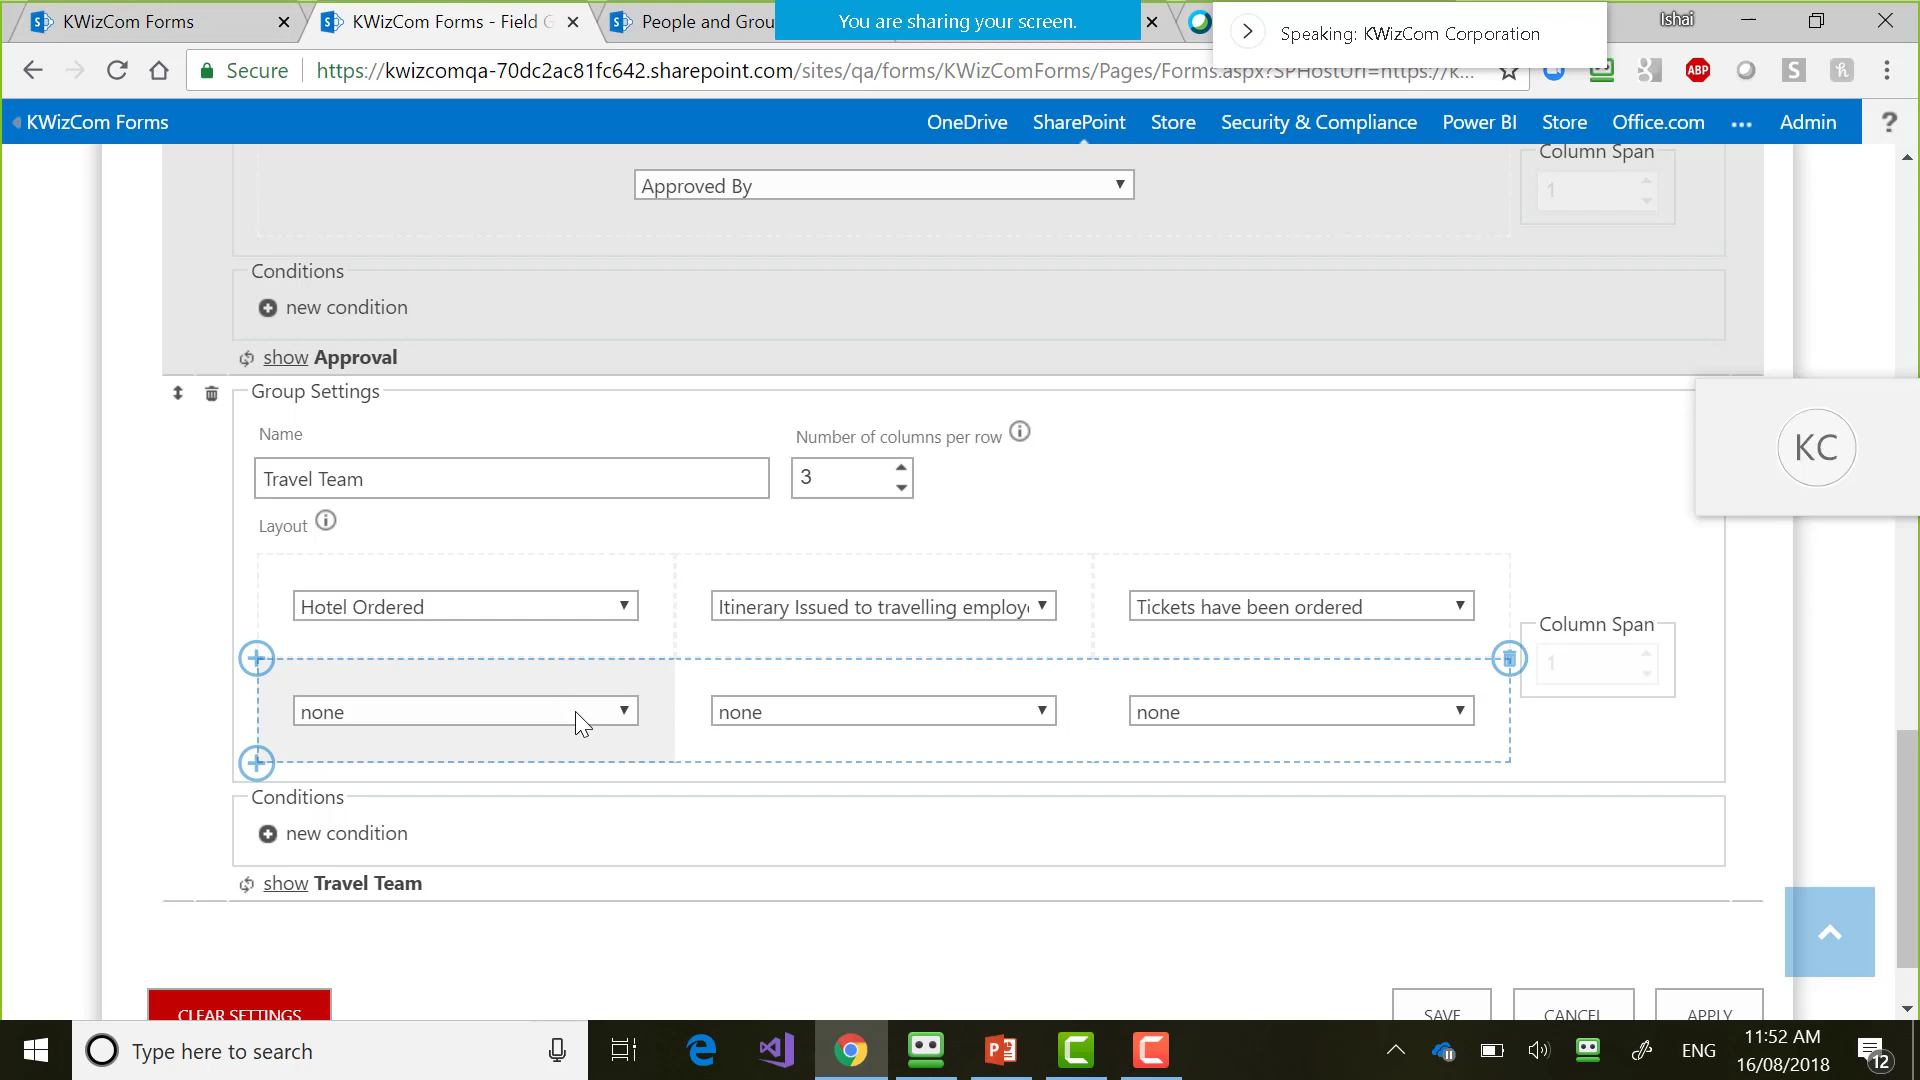 KWizCom Forms
KWizCom Forms - Field G
People and Grou
You are sharing your screen.
Speaking: KWizCom Corporation
Ishai
Secure
https://kwizcomqa-70dc2ac81fc642.sharepoint.com/sites/qa/forms/KWizComForms/Pages/Forms.aspx?SPHostUrl=https://k...
ABP
KWizCom Forms
OneDrive
SharePoint
Store
Security & Compliance
Power BI
Store
Office.com
...
Admin
?
Approved By
Column Span
1
Conditions
new condition
show Approval
Group Settings
Name
Number of columns per row
Travel Team
3
KC
Layout
Hotel Ordered
Itinerary Issued to travelling employe
Tickets have been ordered
Column Span
1
none
none
none
Conditions
new condition
show Travel Team
CLEAR SETTINGS
SAVE
CANCEL
APPLY
Type here to search
ENG
11:52 AM
16/08/2018
12